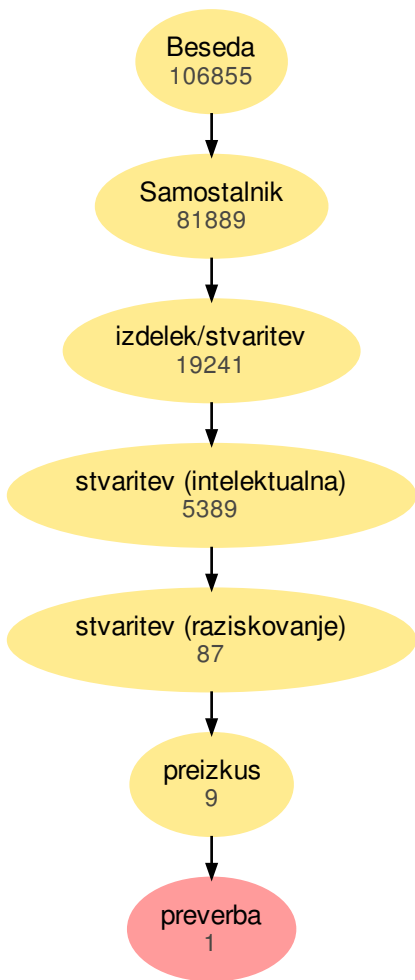 Beseda
106855
Samostalnik
81889
izdelek/stvaritev
19241
stvaritev (intelektualna)
5389
stvaritev (raziskovanje)
87
preizkus
9
preverba
1